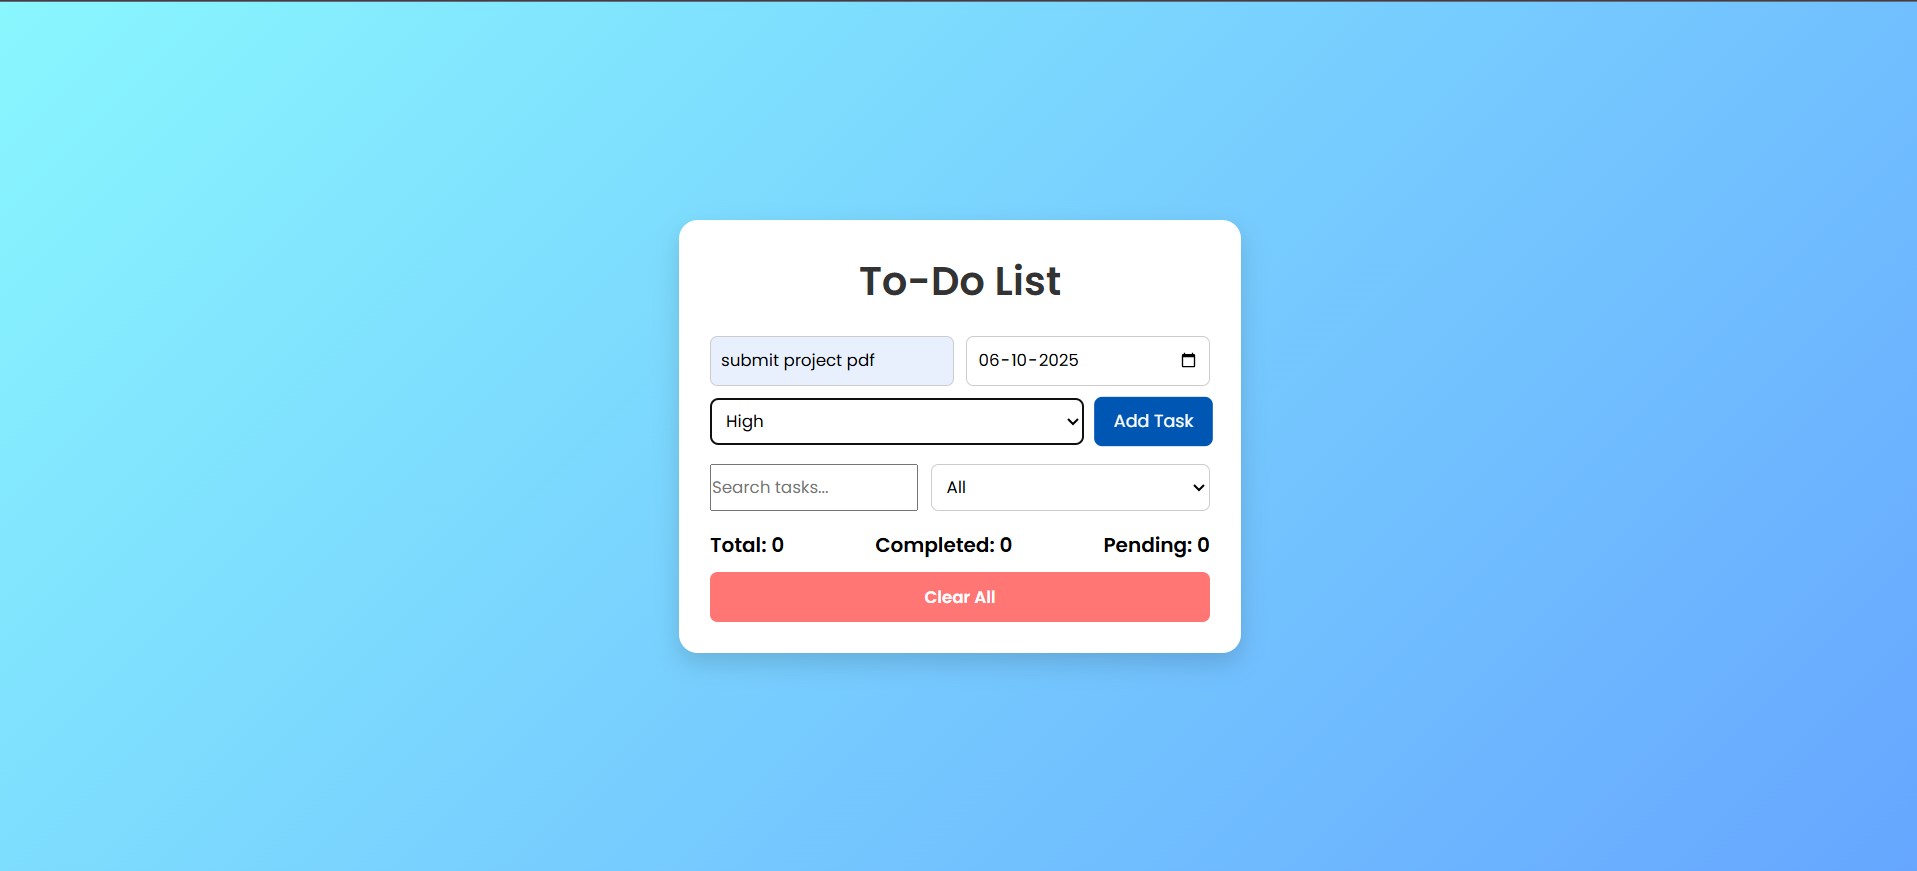 To-Do List
submit project pdf 06-10-2025
High Add Task
Search tasks... All
Total: 0 Completed: 0 Pending: 0
Clear All